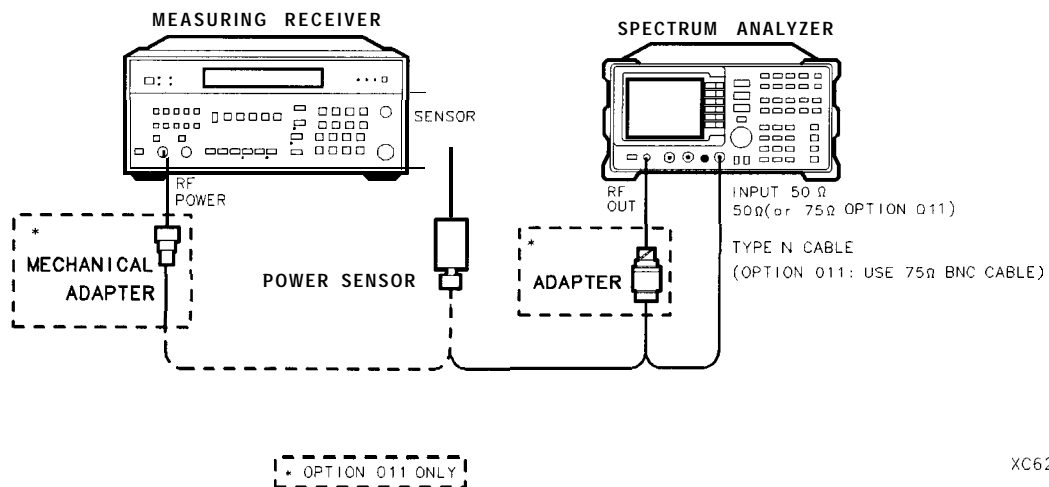 MEASURING RECEIVER
SPECTRUM ANALYZER
SENSOR
RF
POWER
RF
OUT
INPUT 50 Ω
50Ω(or 75Ω OPTION 011)
*
MECHANICAL
ADAPTER
POWER SENSOR
*
ADAPTER
TYPE N CABLE
(OPTION 011: USE 75Ω BNC CABLE)
* OPTION 011 ONLY
XC62